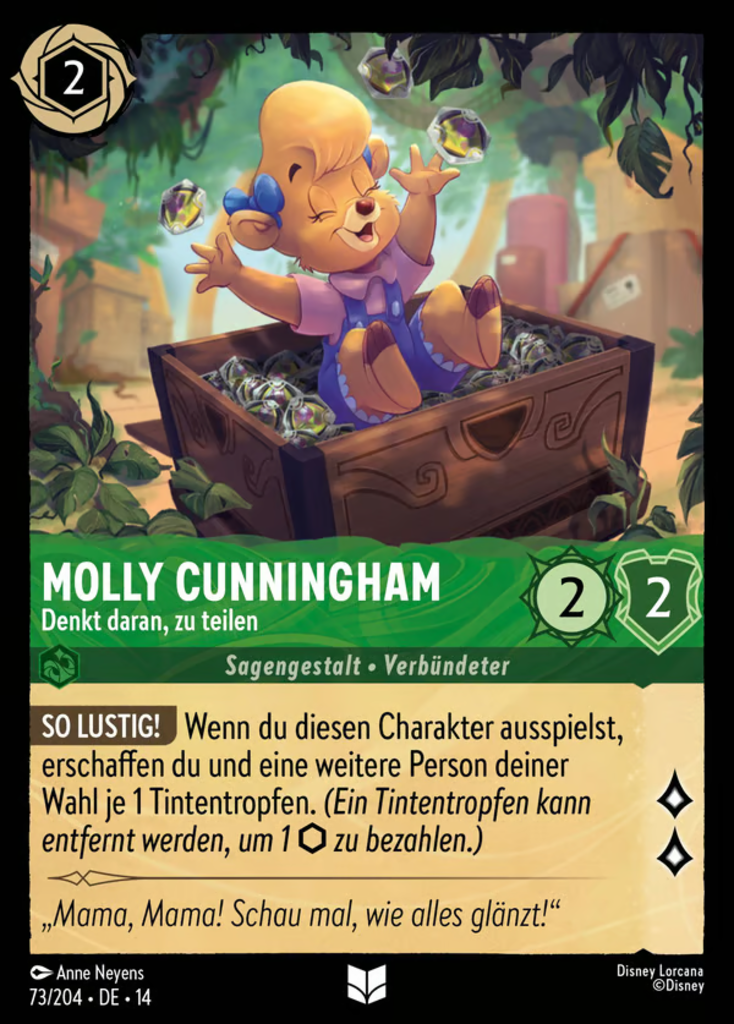 2
MOLLY CUNNINGHAM
Denkt daran, zu teilen
2
2
Sagengestalt • Verbündeter
SO LUSTIG! Wenn du diesen Charakter ausspielst,
erschaffen du und eine weitere Person deiner
Wahl je 1 Tintentropfen. (Ein Tintentropfen kann
entfernt werden, um 1 ⬡ zu bezahlen.)
„Mama, Mama! Schau mal, wie alles glänzt!“
Anne Neyens
73/204 • DE • 14
Disney Lorcana
©Disney